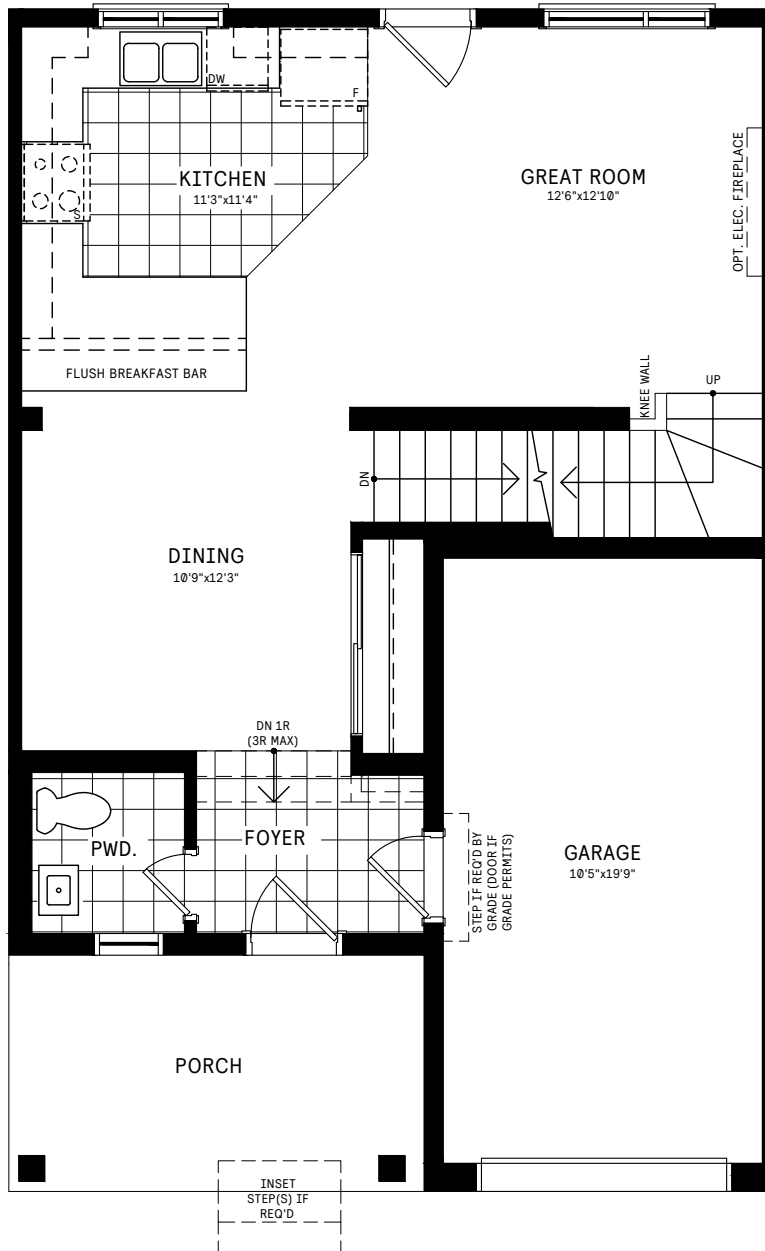 DW
F
KITCHEN
11'3"x11'4"
S
GREAT ROOM
12'6"x12'10"
OPT. ELEC. FIREPLACE
FLUSH BREAKFAST BAR
KNEE WALL
UP
DN
DINING
10'9"x12'3"
DN 1R
(3R MAX)
PWD.
FOYER
STEP IF REQ'D BY
GRADE (DOOR IF
GRADE PERMITS)
GARAGE
10'5"x19'9"
PORCH
INSET
STEP(S) IF
REQ'D